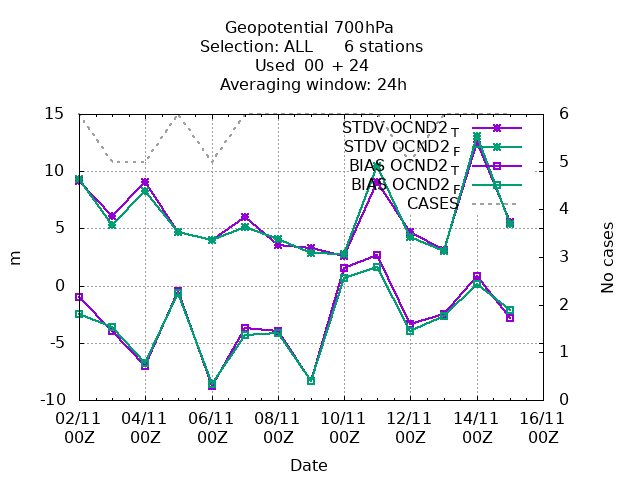 Geopotential 700hPa
Selection: ALL 6 stations
Used 00 + 24
Averaging window: 24h
STDV OCND2 T
STDV OCND2 F
BIAS OCND2 T
BIAS OCND2 F
CASES
15
10
5
0
-5
-10
m
6
5
4
3
2
1
0
No cases
02/11 04/11 06/11 08/11 10/11 12/11 14/11 16/11
00Z 00Z 00Z 00Z 00Z 00Z 00Z 00Z
Date